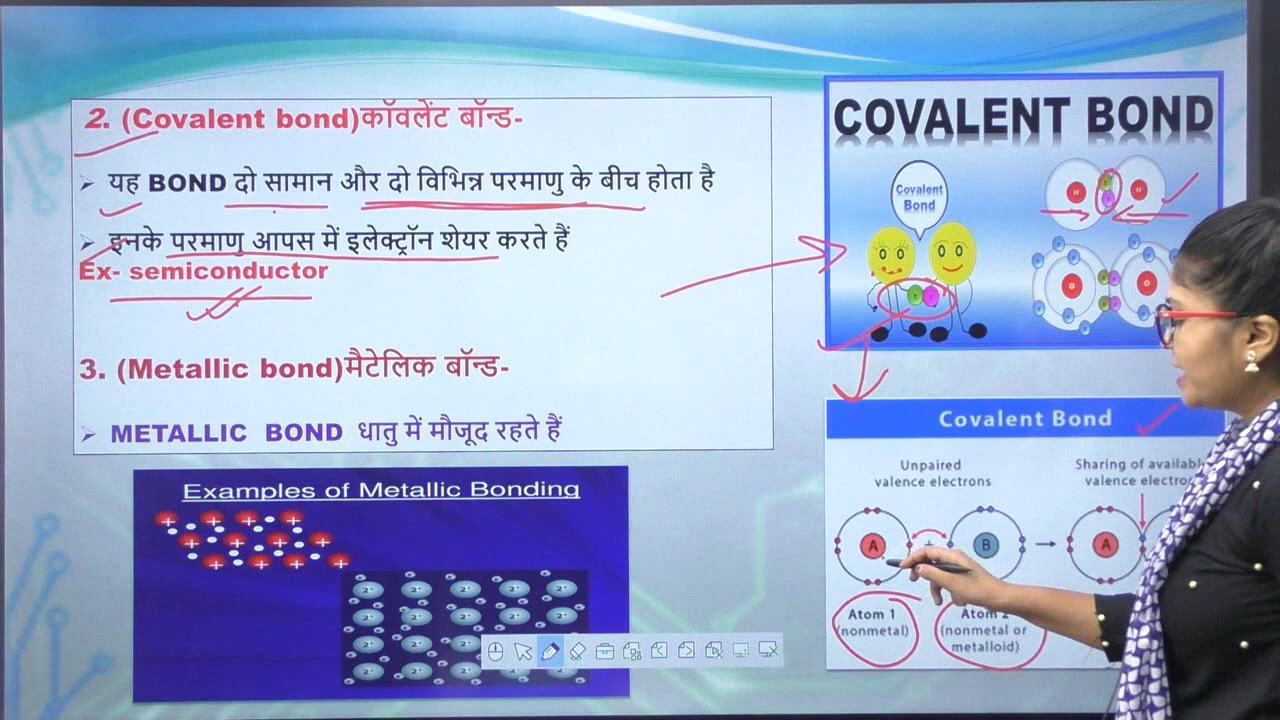 2. (Covalent bond)कॉवलेंट बॉन्ड-
यह BOND दो सामान और दो विभिन्न परमाणु के बीच होता है
इनके परमाणु आपस में इलेक्ट्रॉन शेयर करते हैं
Ex- semiconductor
3. (Metallic bond)मैटेलिक बॉन्ड-
METALLIC BOND धातु में मौजूद रहते हैं
Examples of Metallic Bonding
COVALENT BOND
Covalent
Bond
Covalent Bond
Unpaired
valence electrons
Sharing of available
valence electron
A
B
A
Atom 1
(nonmetal)
Atom 2
(nonmetal or
metalloid)